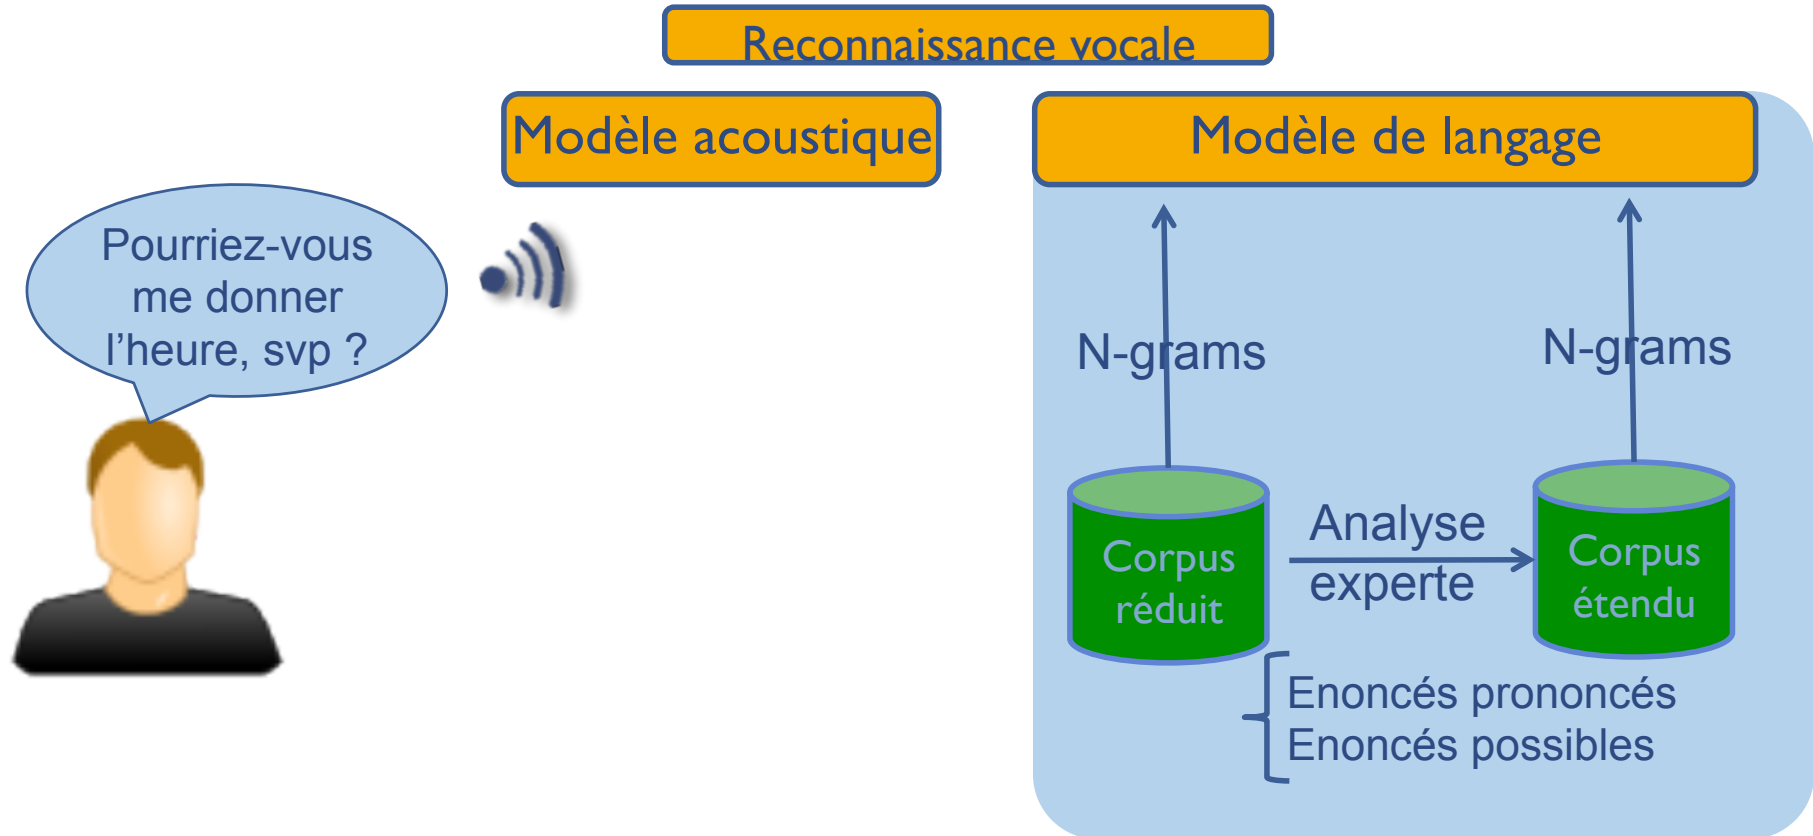 Reconnaissance vocale
Modèle acoustique
Modèle de langage
Pourriez-vous
me donner
l’heure, svp ?
N-grams
N-grams
Corpus
réduit
Analyse
experte
Corpus
étendu
Enoncés prononcés
Enoncés possibles